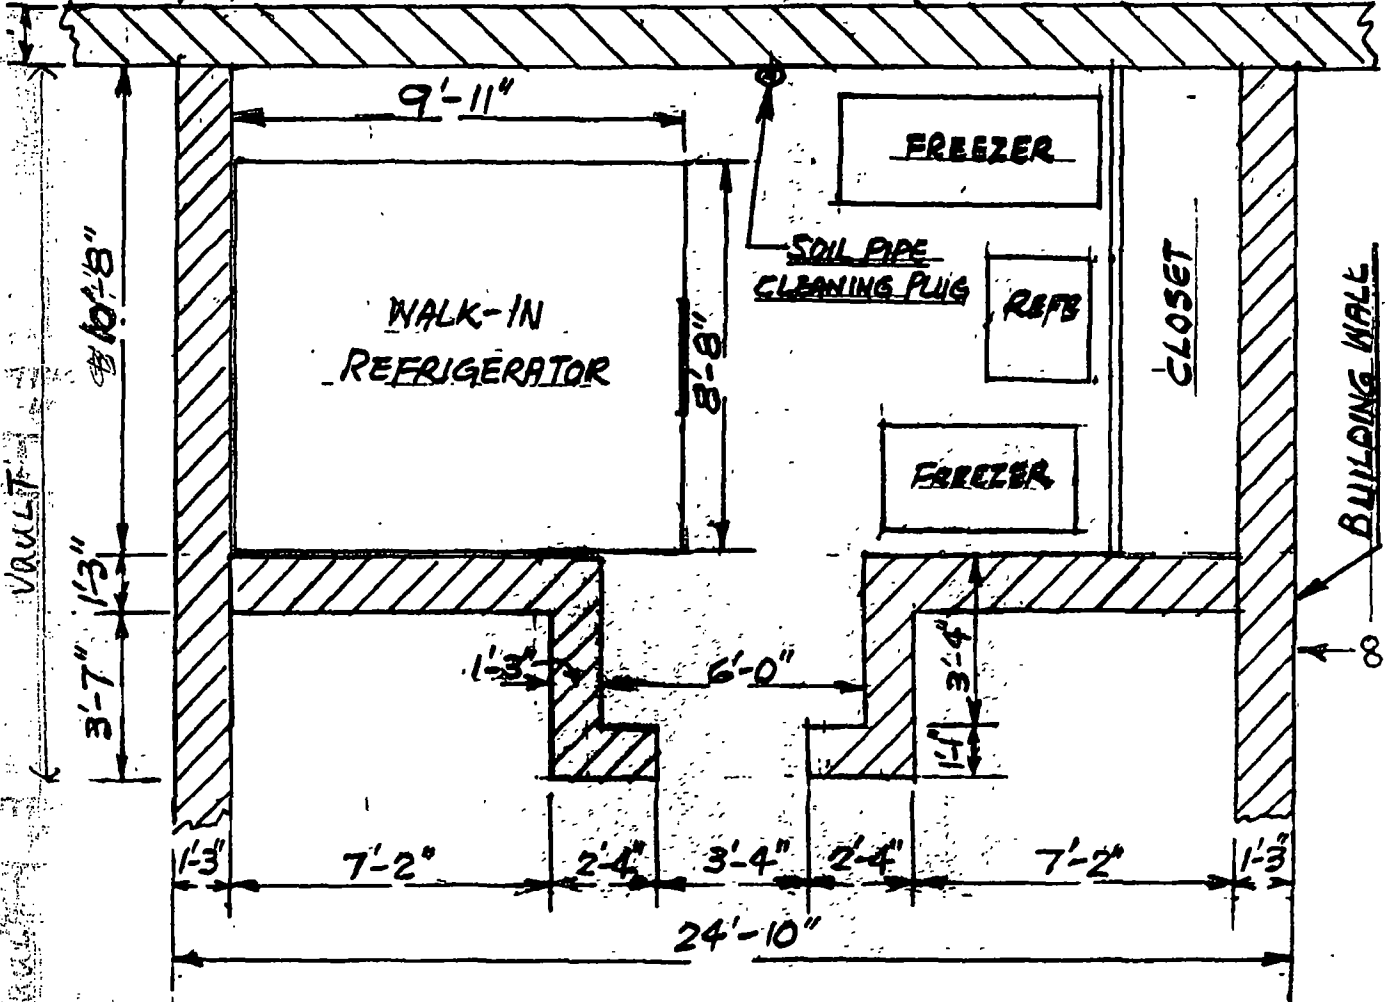 9'-11"
FREEZER
10'-8"
SOIL PIPE
CLEANING PLUG
REFG
CLOSET
WALK-IN
REFRIGERATOR
8'-8"
BUILDING WALL
FREEZER
VAULT
1'-3"
3'-7"
1'-3"
6'-0"
3'-4"
1'-1"
8
1'-3"
7'-2"
2'-4"
3'-4"
2'-4"
7'-2"
1'-3"
24'-10"